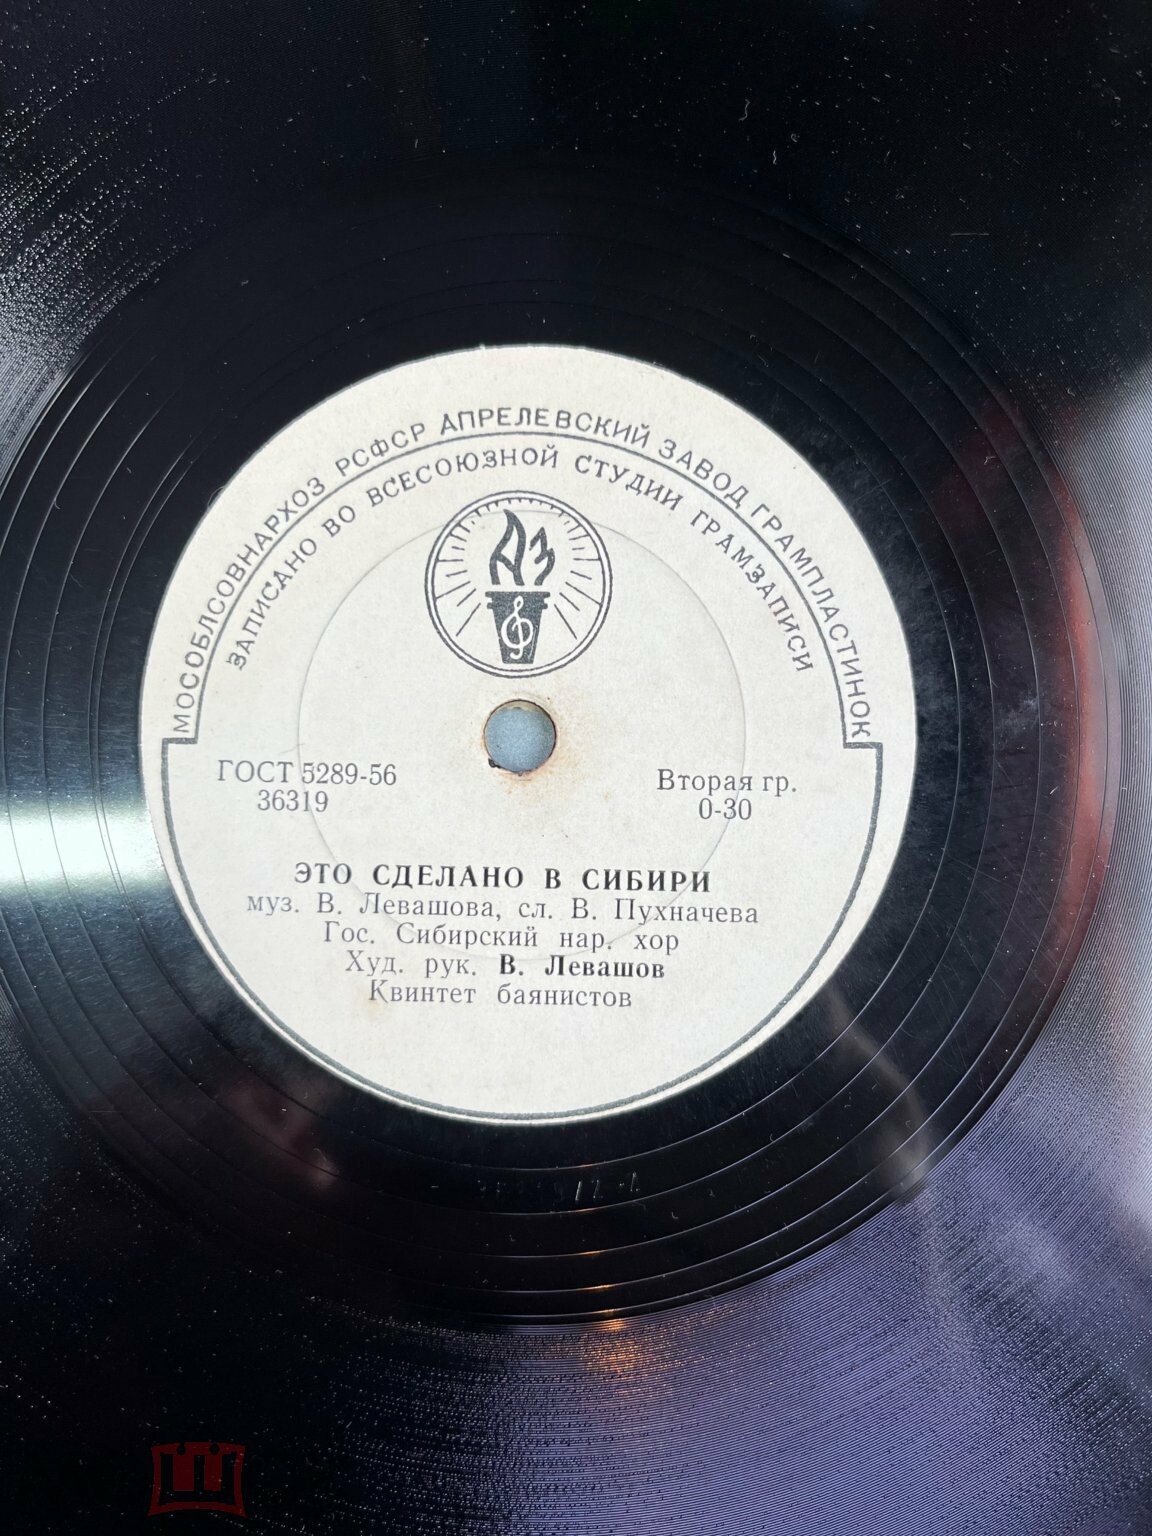 МОСОБЛСОВНАРХОЗ РСФСР АПРЕЛЕВСКИЙ ЗАВОД ГРАМПЛАСТИНОК
ЗАПИСАНО ВО ВСЕСОЮЗНОЙ СТУДИИ ГРАМЗАПИСИ
АЗ
ГОСТ 5289-56
36319
Вторая гр.
0-30
ЭТО СДЕЛАНО В СИБИРИ
муз. В. Левашова, сл. В. Пухначева
Гос. Сибирский нар. хор
Худ. рук. В. Левашов
Квинтет баянистов